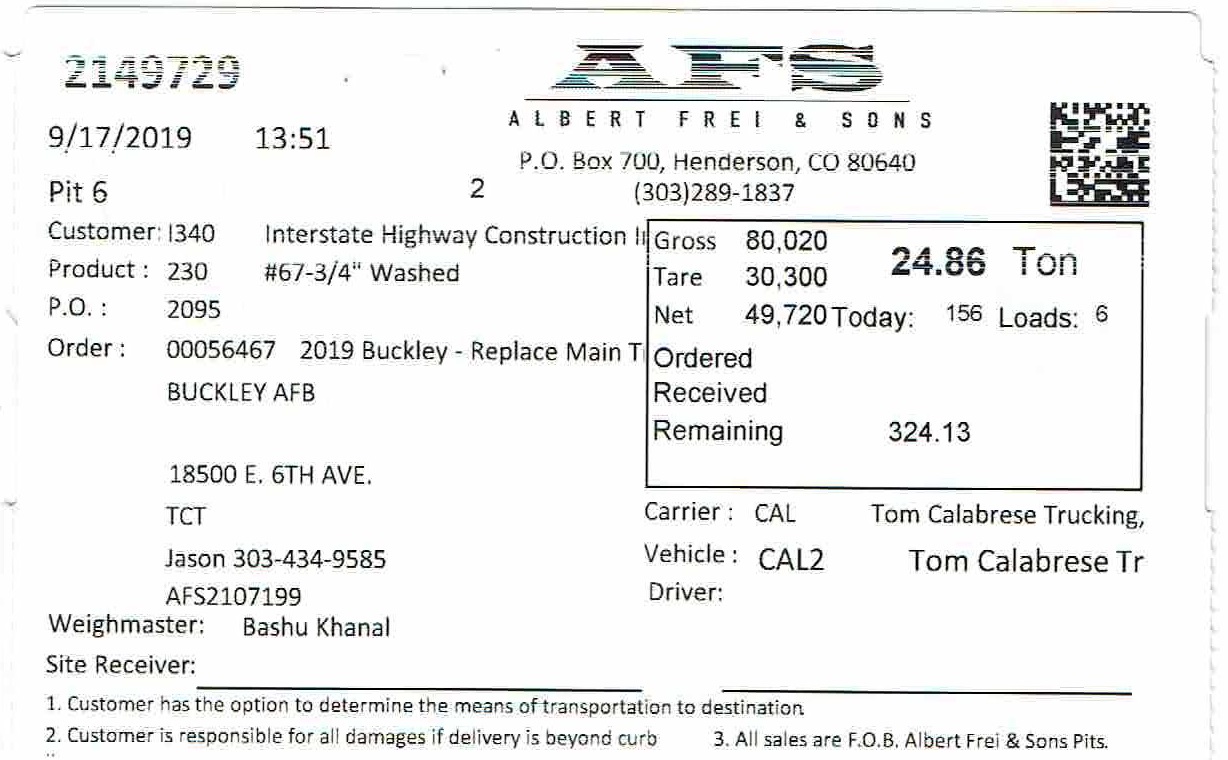 2149729
AFS
ALBERT FREI & SONS
9/17/2019 13:51
P.O. Box 700, Henderson, CO 80640
Pit 6 2 (303)289-1837
Customer: I340 Interstate Highway Construction
Gross 80,020 24.86 Ton
Product : 230 #67-3/4" Washed
Tare 30,300
P.O. : 2095
Net 49,720 Today: 156 Loads: 6
Order : 00056467 2019 Buckley - Replace Main T
Ordered
BUCKLEY AFB
Received
Remaining 324.13
18500 E. 6TH AVE.
TCT
Carrier : CAL Tom Calabrese Trucking,
Jason 303-434-9585
Vehicle : CAL2 Tom Calabrese Tr
AFS2107199
Driver:
Weighmaster: Bashu Khanal
Site Receiver:
1. Customer has the option to determine the means of transportation to destination
2. Customer is responsible for all damages if delivery is beyond curb 3. All sales are F.O.B. Albert Frei & Sons Pits.